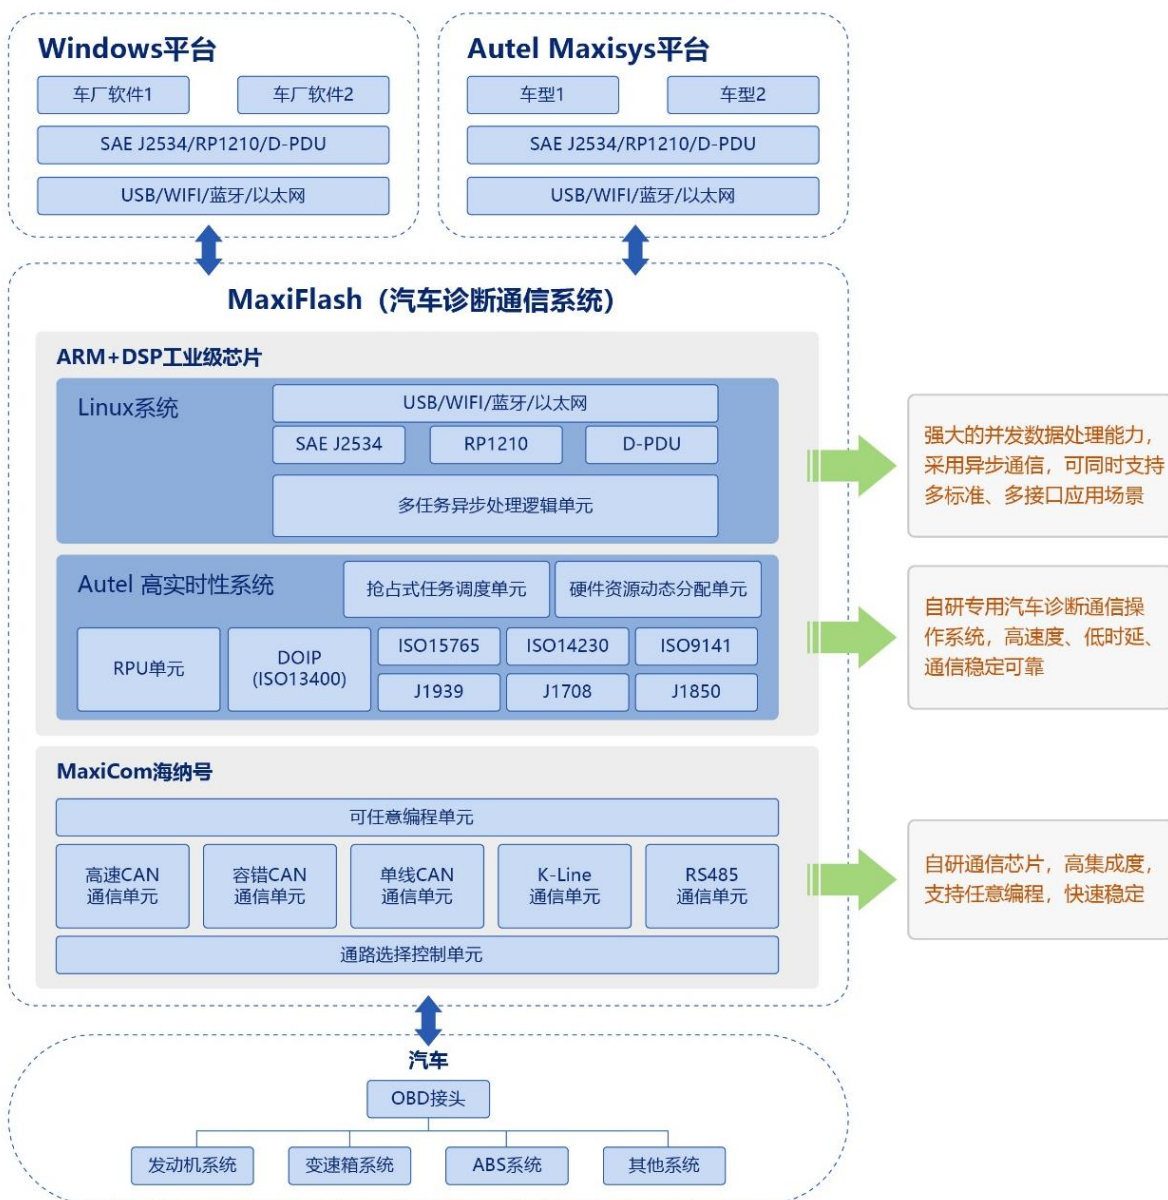 Windows平台
车厂软件1
车厂软件2
SAE J2534/RP1210/D-PDU
USB/WIFI/蓝牙/以太网
Autel Maxisys平台
车型1
车型2
SAE J2534/RP1210/D-PDU
USB/WIFI/蓝牙/以太网
MaxiFlash（汽车诊断通信系统）
ARM+DSP工业级芯片
Linux系统
USB/WIFI/蓝牙/以太网
SAE J2534
RP1210
D-PDU
多任务异步处理逻辑单元
强大的并发数据处理能力，
采用异步通信，可同时支持
多标准、多接口应用场景
Autel 高实时性系统
抢占式任务调度单元
硬件资源动态分配单元
RPU单元
DOIP
(ISO13400)
ISO15765
ISO14230
ISO9141
J1939
J1708
J1850
自研专用汽车诊断通信操
作系统，高速度、低时延、
通信稳定可靠
MaxiCom海纳号
可任意编程单元
高速CAN
通信单元
容错CAN
通信单元
单线CAN
通信单元
K-Line
通信单元
RS485
通信单元
通路选择控制单元
自研通信芯片，高集成度，
支持任意编程，快速稳定
汽车
OBD接头
发动机系统
变速箱系统
ABS系统
其他系统